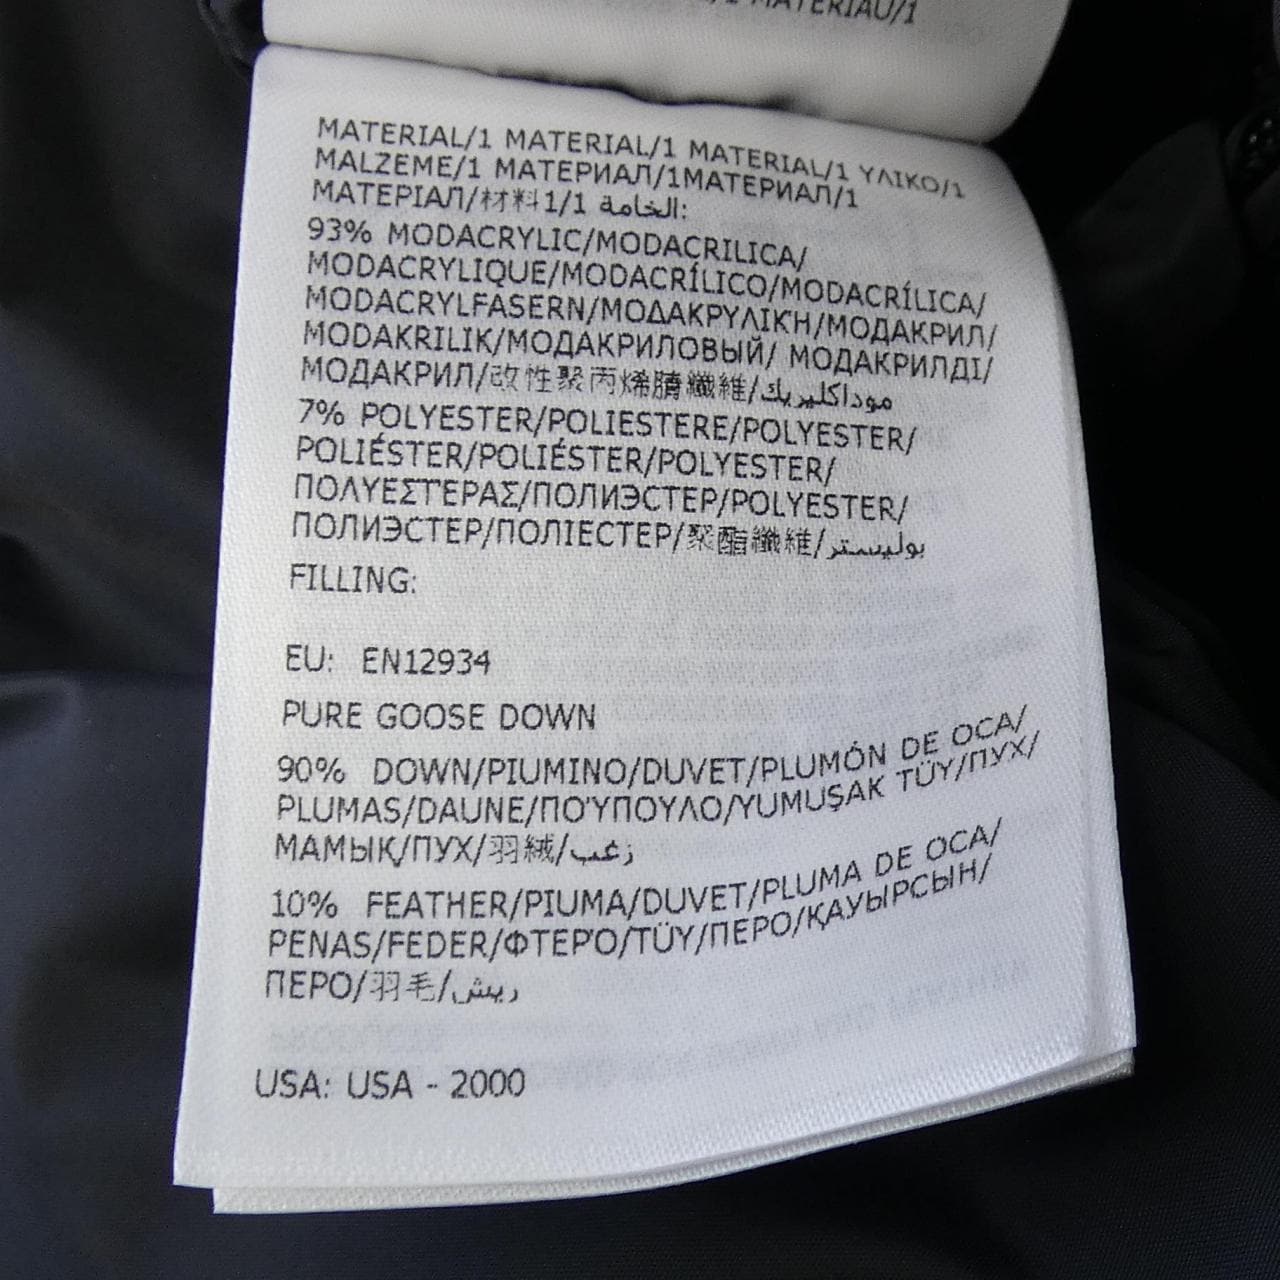 MATERIAU/1
MATERIAL/1 MATERIAL/1 MATERIAL/1 ΥΛΙΚΟ/1
MALZEME/1 МАТЕРИАЛ/1МАТЕРИАЛ/1
МАТЕРІАЛ/材料1/1 الخامة:
93% MODACRYLIC/MODACRILICA/
MODACRYLIQUE/MODACRÍLICO/MODACRÍLICA/
MODACRYLFASERN/ΜΟΔΑΚΡΥΛΙΚΉ/МОДАКРИЛ/
MODAKRILIK/МОДАКРИЛОВЫЙ/ МОДАКРИЛДІ/
МОДАКРИЛ/改性聚丙烯腈纖維/موداكليريك
7% POLYESTER/POLIESTERE/POLYESTER/
POLIÉSTER/POLIÉSTER/POLYESTER/
ΠΟΛΥΕΣΤΕΡΑΣ/ПОЛИЭСТЕР/POLYESTER/
ПОЛИЭСТЕР/ПОЛІЕСТЕР/聚酯纖維/بوليستر
FILLING:
EU: EN12934
PURE GOOSE DOWN
90% DOWN/PIUMINO/DUVET/PLUMÓN DE OCA/
PLUMAS/DAUNE/ΠΟΎΠΟΥΛΟ/YUMUŞAK TÜY/ПУХ/
МАМЫҚ/ПУХ/羽絨/زغب
10% FEATHER/PIUMA/DUVET/PLUMA DE OCA/
PENAS/FEDER/ΦΤΕΡΌ/TÜY/ПЕРО/ҚАУЫРСЫН/
ПЕРО/羽毛/ريش
USA: USA - 2000